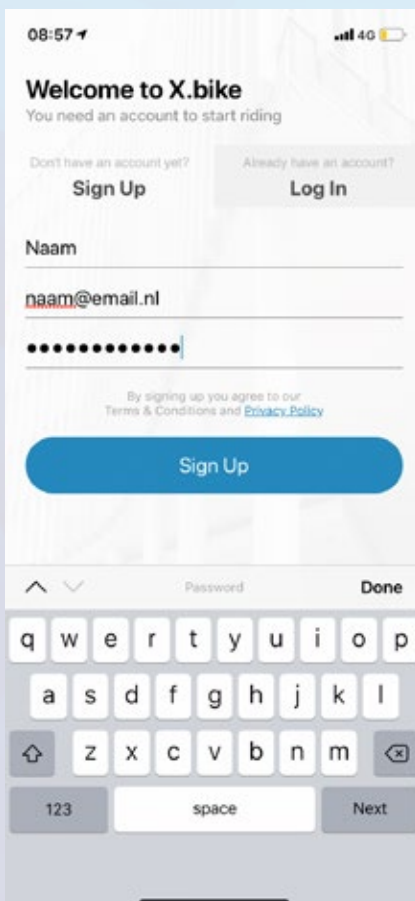 08:57
4G
Welcome to X.bike
You need an account to start riding
Don't have an account yet?
Sign Up
Already have an account?
Log In
Naam
naam@email.nl
●●●●●●●●●●●●
By signing up you agree to our
Terms & Conditions and Privacy Policy
Sign Up
Password
Done
q w e r t y u i o p
a s d f g h j k l
z x c v b n m
123
space
Next